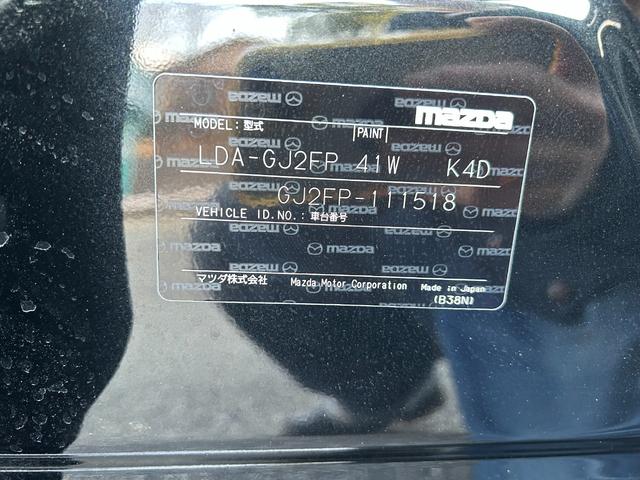 mazda
MODEL: 型式 PAINT
LDA-GJ2FP 41W K4D
GJ2FP-111518
VEHICLE ID.NO.: 車台番号
マツダ株式会社 Mazda Motor Corporation Made in Japan
(B38N)